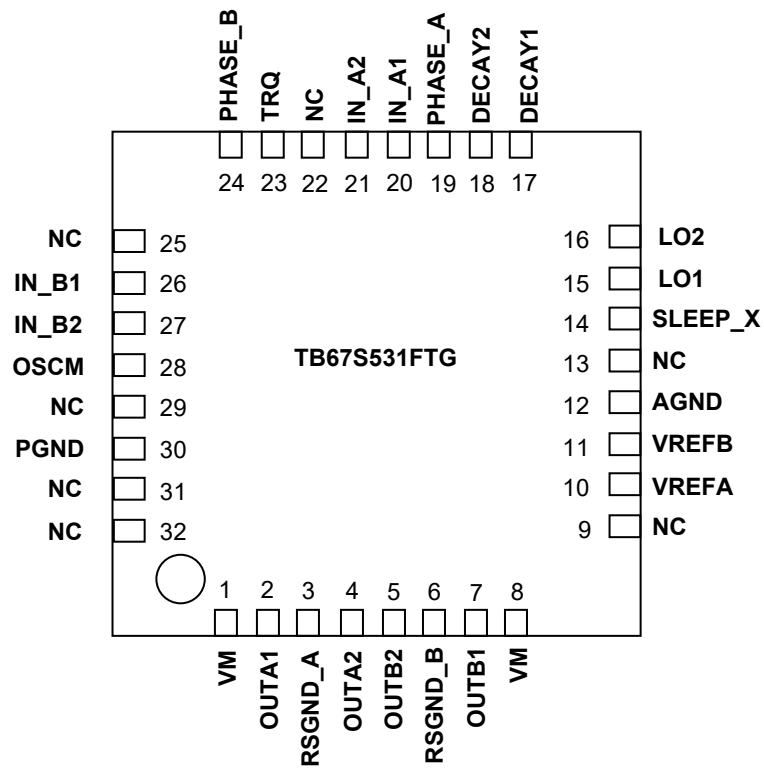 PHASE_B
TRQ
NC
IN_A2
IN_A1
PHASE_A
DECAY2
DECAY1
24
23
22
21
20
19
18
17
NC 25
IN_B1 26
IN_B2 27
OSCM 28
NC 29
PGND 30
NC 31
NC 32
TB67S531FTG
16 LO2
15 LO1
14 SLEEP_X
13 NC
12 AGND
11 VREFB
10 VREFA
9 NC
1
2
3
4
5
6
7
8
VM
OUTA1
RSGND_A
OUTA2
OUTB2
RSGND_B
OUTB1
VM